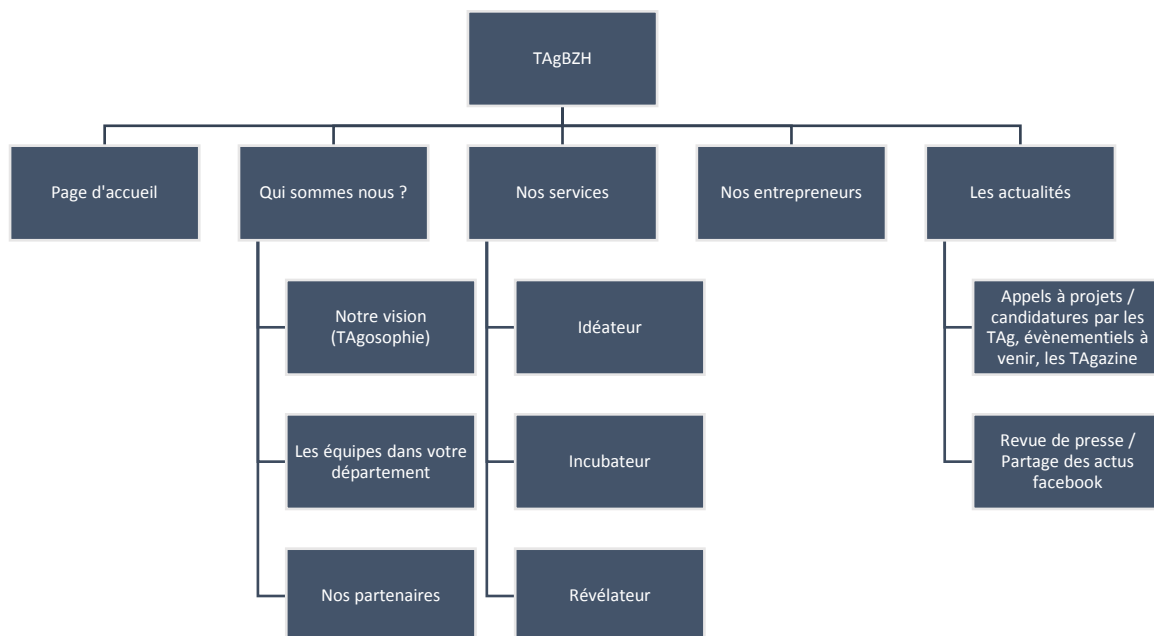 TAgBZH
Page d'accueil
Qui sommes nous ?
Nos services
Nos entrepreneurs
Les actualités
Notre vision
(TAgosophie)
Les équipes dans votre
département
Nos partenaires
Idéateur
Incubateur
Révélateur
Appels à projets /
candidatures par les
TAg, évènementiels à
venir, les TAgazine
Revue de presse /
Partage des actus
facebook